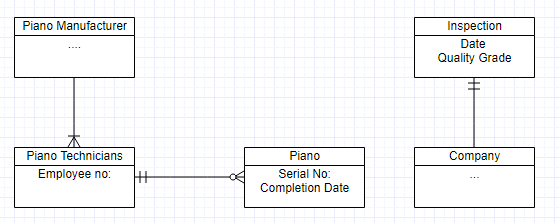 Piano Manufacturer
....
Inspection
Date
Quality Grade
Piano Technicians
Employee no:
Piano
Serial No:
Completion Date
Company
...